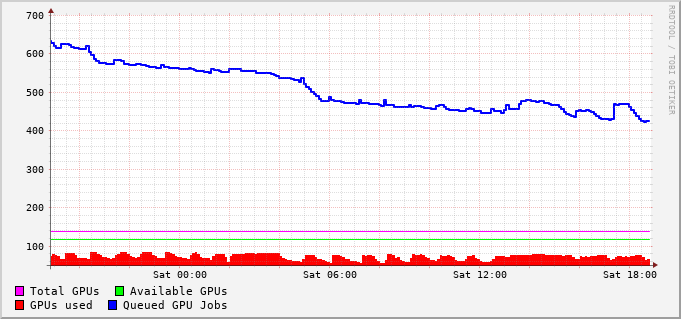 700
600
500
400
300
200
100
Sat 00:00 Sat 06:00 Sat 12:00 Sat 18:00
Total GPUs Available GPUs
GPUs used Queued GPU Jobs
RRDTOOL / TOBI OETIKER